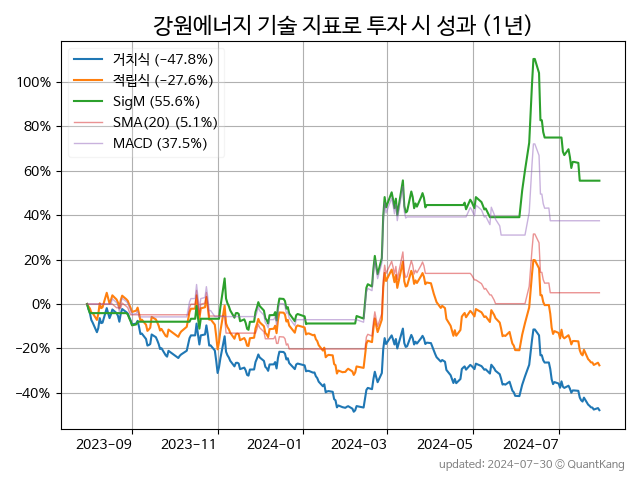 강원에너지 기술 지표로 투자 시 성과 (1년)
거치식 (-47.8%)
적립식 (-27.6%)
SigM (55.6%)
SMA(20) (5.1%)
MACD (37.5%)
100%
80%
60%
40%
20%
0%
-20%
-40%
2023-09 2023-11 2024-01 2024-03 2024-05 2024-07
updated: 2024-07-30 © QuantKang